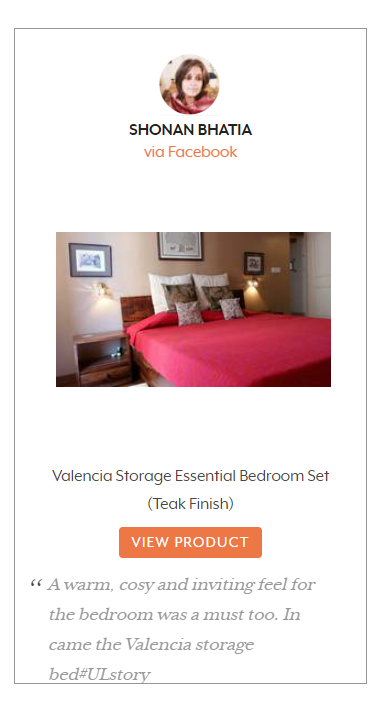 SHONAN BHATIA
via Facebook
Valencia Storage Essential Bedroom Set
(Teak Finish)
VIEW PRODUCT
“ A warm, cosy and inviting feel for
the bedroom was a must too. In
came the Valencia storage
bed#ULstory